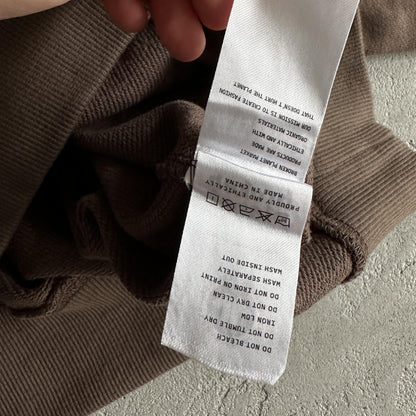 DO NOT BLEACH
DO NOT TUMBLE DRY
IRON LOW
DO NOT DRY CLEAN
DO NOT IRON ON PRINT
WASH SEPARATELY
WASH INSIDE OUT
PROUDLY AND ETHICALLY
MADE IN CHINA
BROKEN PLANET MARKET
PRODUCTS ARE MADE
ETHICALLY AND WITH
ORGANIC MATERIALS
OUR MISSION IS TO CREATE FASHION
THAT DOESN'T HURT THE PLANET